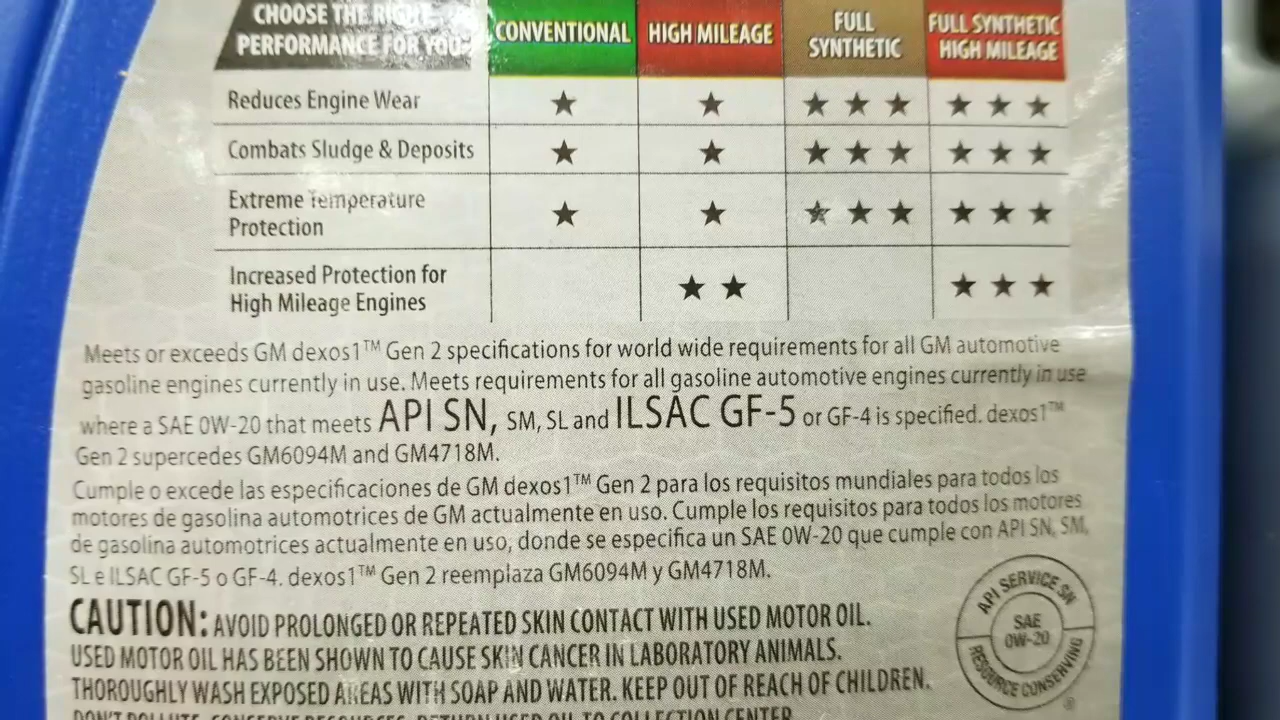 CHOOSE THE RIGHT
PERFORMANCE FOR YOU
CONVENTIONAL
HIGH MILEAGE
FULL
SYNTHETIC
FULL SYNTHETIC
HIGH MILEAGE
Reduces Engine Wear ★ ★ ★ ★ ★ ★ ★ ★
Combats Sludge & Deposits ★ ★ ★ ★ ★ ★ ★ ★
Extreme Temperature
Protection ★ ★ ★ ★ ★ ★ ★ ★
Increased Protection for
High Mileage Engines ★ ★ ★ ★ ★
Meets or exceeds GM dexos1™ Gen 2 specifications for world wide requirements for all GM automotive
gasoline engines currently in use. Meets requirements for all gasoline automotive engines currently in use
where a SAE 0W-20 that meets API SN, SM, SL and ILSAC GF-5 or GF-4 is specified. dexos1™
Gen 2 supercedes GM6094M and GM4718M.
Cumple o excede las especificaciones de GM dexos1™ Gen 2 para los requisitos mundiales para todos los
motores de gasolina automotrices de GM actualmente en uso. Cumple los requisitos para todos los motores
de gasolina automotrices actualmente en uso, donde se especifica un SAE 0W-20 que cumple con API SN, SM,
SL e ILSAC GF-5 o GF-4. dexos1™ Gen 2 reemplaza GM6094M y GM4718M.
CAUTION: AVOID PROLONGED OR REPEATED SKIN CONTACT WITH USED MOTOR OIL.
USED MOTOR OIL HAS BEEN SHOWN TO CAUSE SKIN CANCER IN LABORATORY ANIMALS.
THOROUGHLY WASH EXPOSED AREAS WITH SOAP AND WATER. KEEP OUT OF REACH OF CHILDREN.
DON'T POLLUTE. CONSERVE RESOURCES. RETURN USED OIL TO COLLECTION CENTER
API SERVICE SN
SAE
0W-20
RESOURCE CONSERVING
®